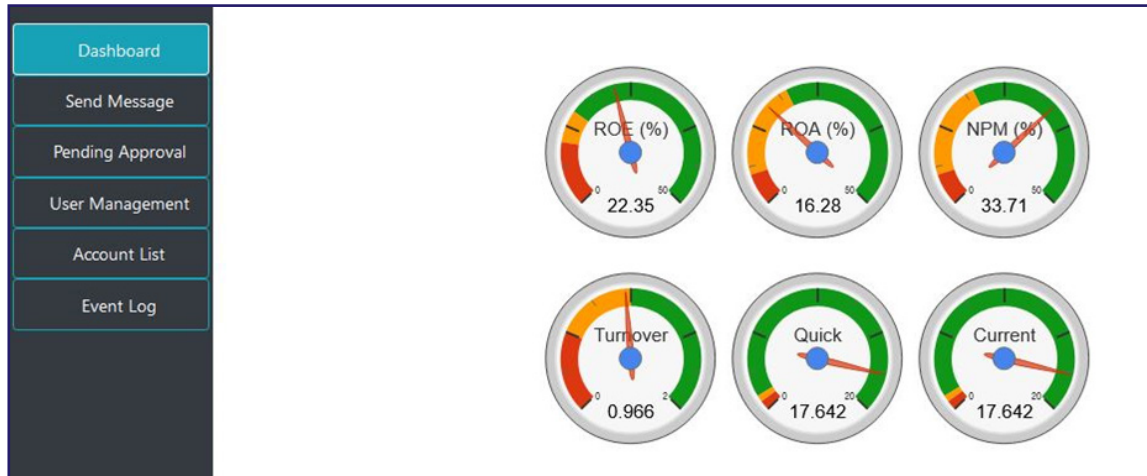 Dashboard
Send Message
Pending Approval
User Management
Account List
Event Log
ROE (%)
0 50
22.35
ROA (%)
0 50
16.28
NPM (%)
0 50
33.71
Turnover
0 2
0.966
Quick
0 20
17.642
Current
0 20
17.642